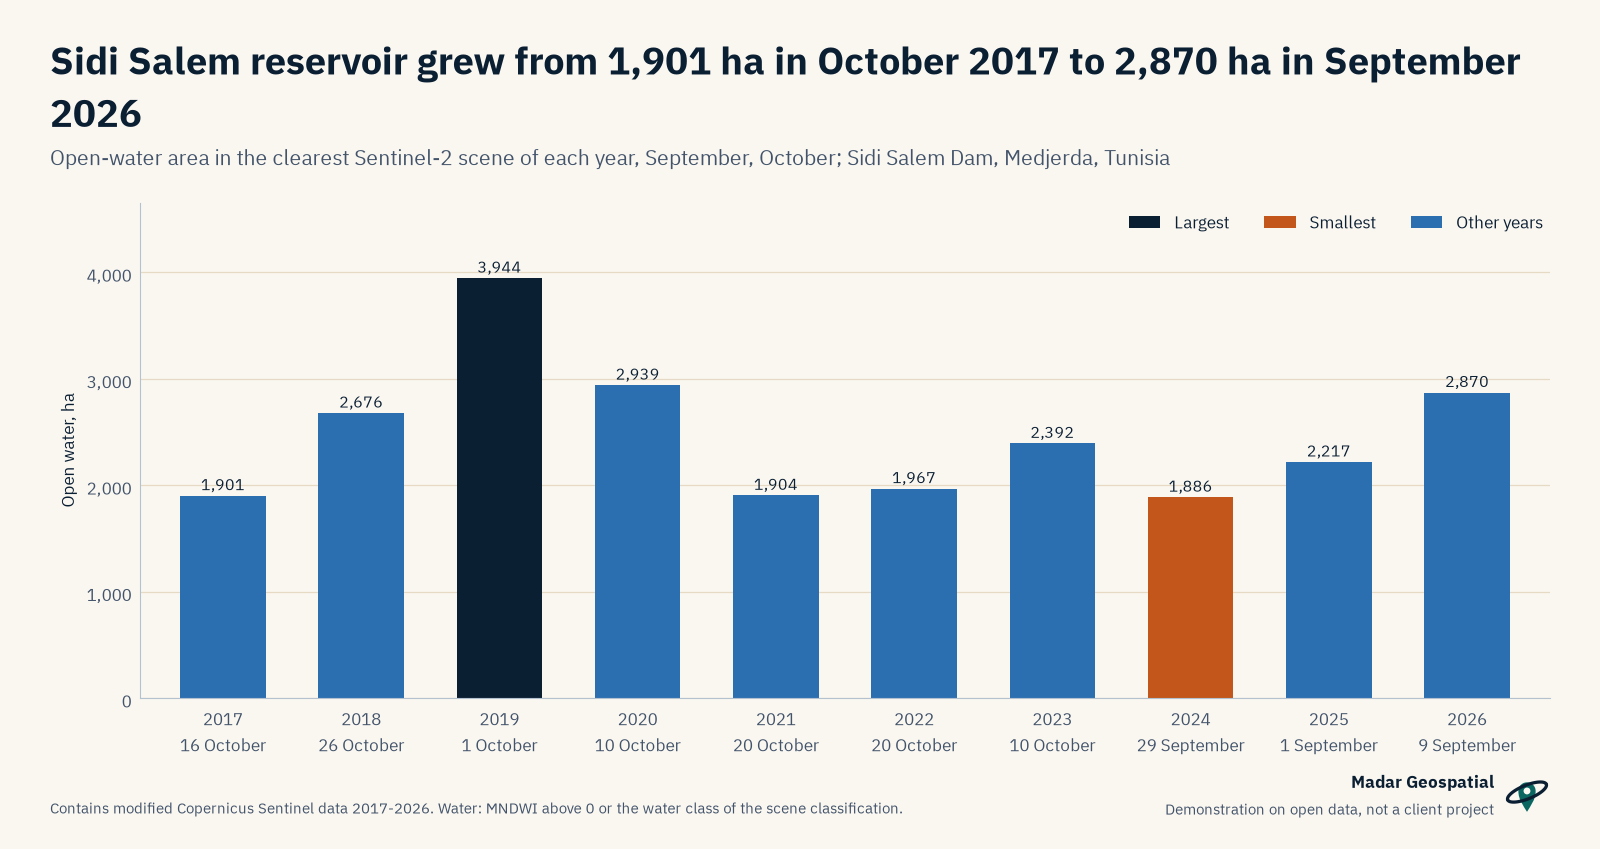 Sidi Salem reservoir grew from 1,901 ha in October 2017 to 2,870 ha in September
2026
Open-water area in the clearest Sentinel-2 scene of each year, September, October; Sidi Salem Dam, Medjerda, Tunisia
Largest Smallest Other years
Open water, ha
4,000
3,000
2,000
1,000
0
1,901 2,676 3,944 2,939 1,904 1,967 2,392 1,886 2,217 2,870
2017 2018 2019 2020 2021 2022 2023 2024 2025 2026
16 October 26 October 1 October 10 October 20 October 20 October 10 October 29 September 1 September 9 September
Madar Geospatial
Contains modified Copernicus Sentinel data 2017-2026. Water: MNDWI above 0 or the water class of the scene classification.
Demonstration on open data, not a client project